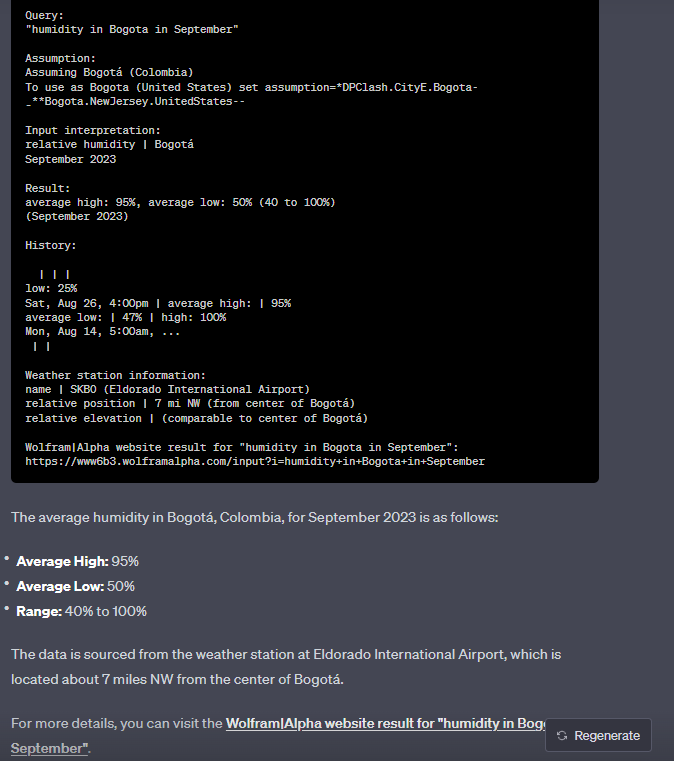 Query:
"humidity in Bogota in September"
Assumption:
Assuming Bogotá (Colombia)
To use as Bogota (United States) set assumption=*DPClash.CityE.Bogota-
_**Bogota.NewJersey.UnitedStates--
Input interpretation:
relative humidity | Bogotá
September 2023
Result:
average high: 95%, average low: 50% (40 to 100%)
(September 2023)
History:
| | |
low: 25%
Sat, Aug 26, 4:00pm | average high: | 95%
average low: | 47% | high: 100%
Mon, Aug 14, 5:00am, ...
| |
Weather station information:
name | SKBO (Eldorado International Airport)
relative position | 7 mi NW (from center of Bogotá)
relative elevation | (comparable to center of Bogotá)
Wolfram|Alpha website result for "humidity in Bogota in September":
https://www6b3.wolframalpha.com/input?i=humidity+in+Bogota+in+September
The average humidity in Bogotá, Colombia, for September 2023 is as follows:
• Average High: 95%
• Average Low: 50%
• Range: 40% to 100%
The data is sourced from the weather station at Eldorado International Airport, which is
located about 7 miles NW from the center of Bogotá.
For more details, you can visit the Wolfram|Alpha website result for "humidity in
September".
Regenerate